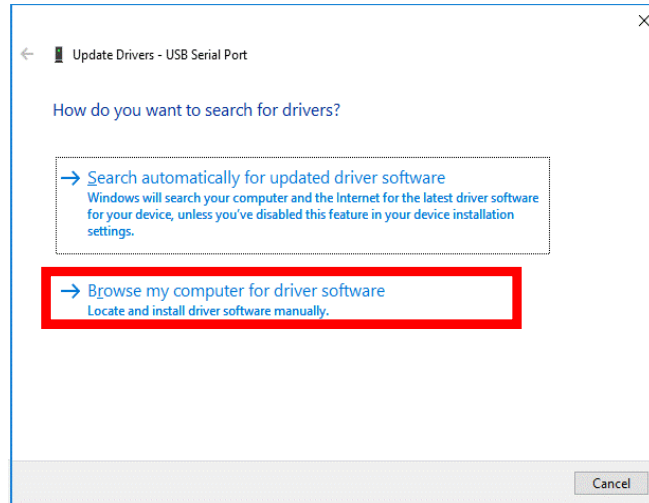 Update Drivers - USB Serial Port
How do you want to search for drivers?
Search automatically for updated driver software
Windows will search your computer and the Internet for the latest driver software
for your device, unless you've disabled this feature in your device installation
settings.
Browse my computer for driver software
Locate and install driver software manually.
Cancel